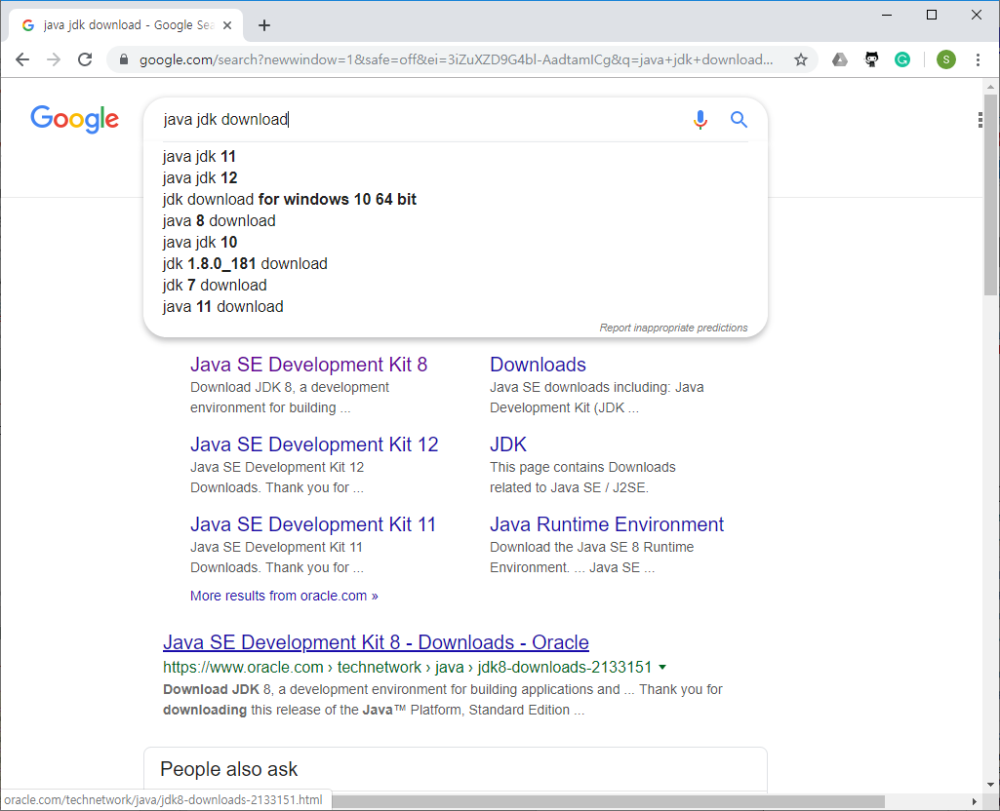 java jdk download - Google Sea
google.com/search?newwindow=1&safe=off&ei=3iZuXZD9G4bl-AadtamICg&q=java+jdk+download...
S
Google
java jdk download
java jdk 11
java jdk 12
jdk download for windows 10 64 bit
java 8 download
java jdk 10
jdk 1.8.0_181 download
jdk 7 download
java 11 download
Report inappropriate predictions
Java SE Development Kit 8
Download JDK 8, a development
environment for building ...
Downloads
Java SE downloads including: Java
Development Kit (JDK ...
Java SE Development Kit 12
Java SE Development Kit 12
Downloads. Thank you for ...
JDK
This page contains Downloads
related to Java SE / J2SE.
Java SE Development Kit 11
Java SE Development Kit 11
Downloads. Thank you for ...
Java Runtime Environment
Download the Java SE 8 Runtime
Environment. ... Java SE ...
More results from oracle.com »
Java SE Development Kit 8 - Downloads - Oracle
https://www.oracle.com › technetwork › java › jdk8-downloads-2133151
Download JDK 8, a development environment for building applications and ... Thank you for
downloading this release of the Java™ Platform, Standard Edition ...
People also ask
oracle.com/technetwork/java/jdk8-downloads-2133151.html